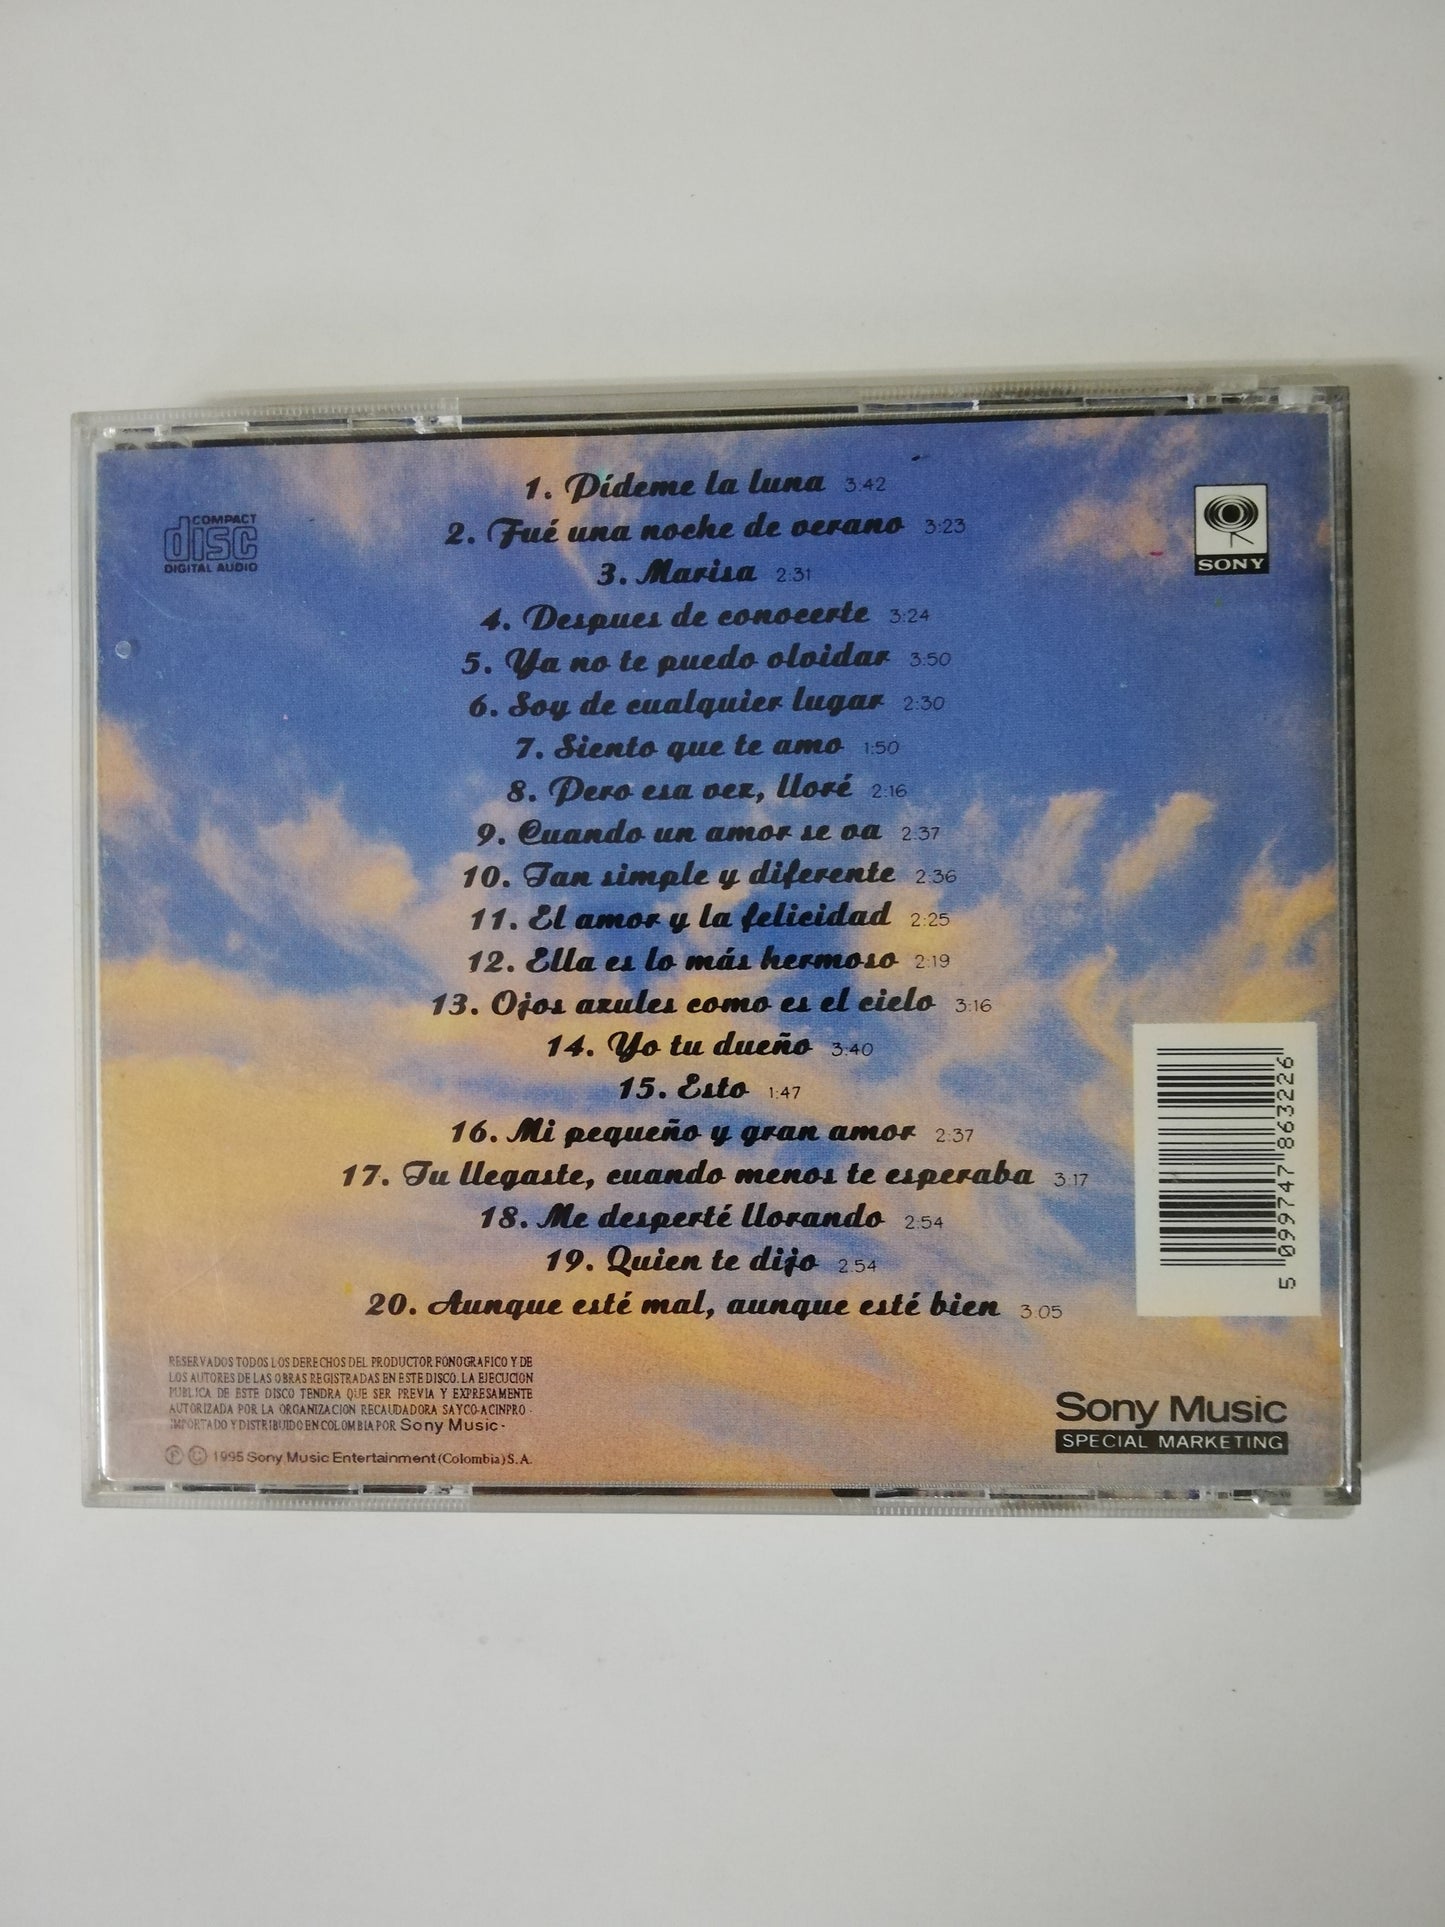 COMPACT
disc
DIGITAL AUDIO
SONY
1. Pídeme la luna 3:42
2. Fué una noche de verano 3:23
3. Marisa 2:31
4. Despues de conocerte 3:24
5. Ya no te puedo olvidar 3:50
6. Soy de cualquier lugar 2:30
7. Siento que te amo 1:50
8. Pero esa vez, lloré 2:16
9. Cuando un amor se va 2:37
10. Tan simple y diferente 2:36
11. El amor y la felicidad 2:25
12. Ella es lo más hermoso 2:19
13. Ojos azules como es el cielo 3:16
14. Yo tu dueño 3:40
15. Esto 1:47
16. Mi pequeño y gran amor 2:37
17. Tu llegaste, cuando menos te esperaba 3:17
18. Me desperté llorando 2:54
19. Quien te dijo 2:54
20. Aunque esté mal, aunque esté bien 3:05
5 099747 863226
RESERVADOS TODOS LOS DERECHOS DEL PRODUCTOR FONOGRAFICO Y DE
LOS AUTORES DE LAS OBRAS REGISTRADAS EN ESTE DISCO. LA EJECUCION
PUBLICA DE ESTE DISCO TENDRA QUE SER PREVIA Y EXPRESAMENTE
AUTORIZADA POR LA ORGANIZACION RECAUDADORA SAYCO-ACINPRO -
IMPORTADO Y DISTRIBUIDO EN COLOMBIA POR Sony Music -
Ⓟ © 1995 Sony Music Entertainment (Colombia) S.A.
Sony Music
SPECIAL MARKETING